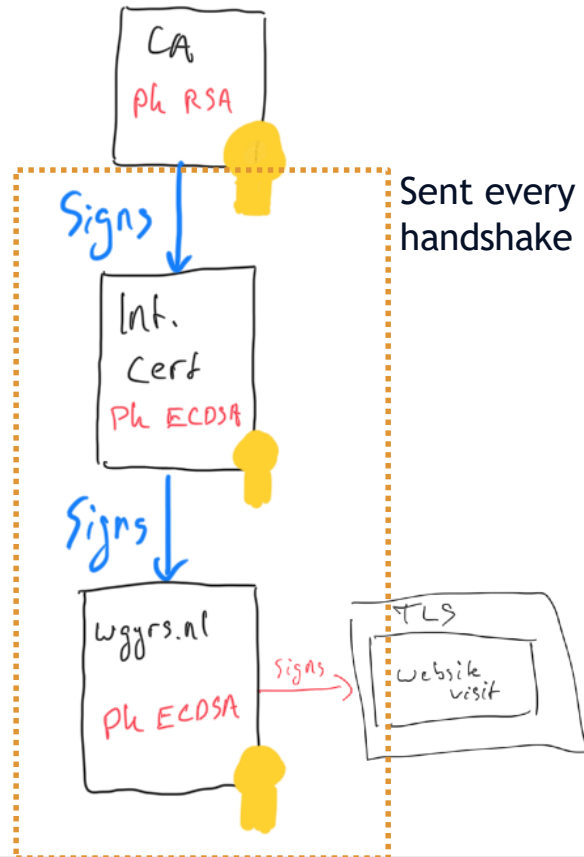 CA
Pk RSA
Signs
Sent every
handshake
Int.
Cert
Pk ECDSA
Signs
wggrs.nl
Pk ECDSA
Signs
TLS
website
visit